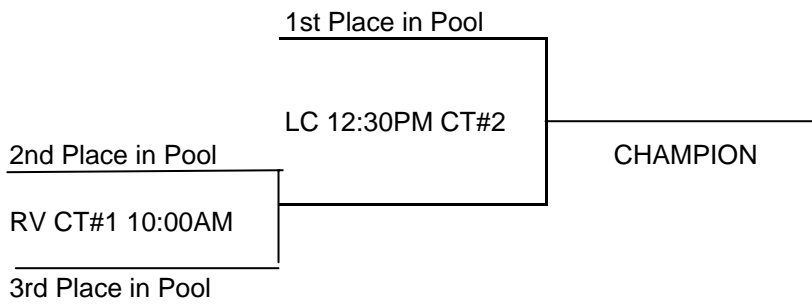 1st Place in Pool
LC 12:30PM CT#2
2nd Place in Pool
CHAMPION
RV CT#1 10:00AM
3rd Place in Pool